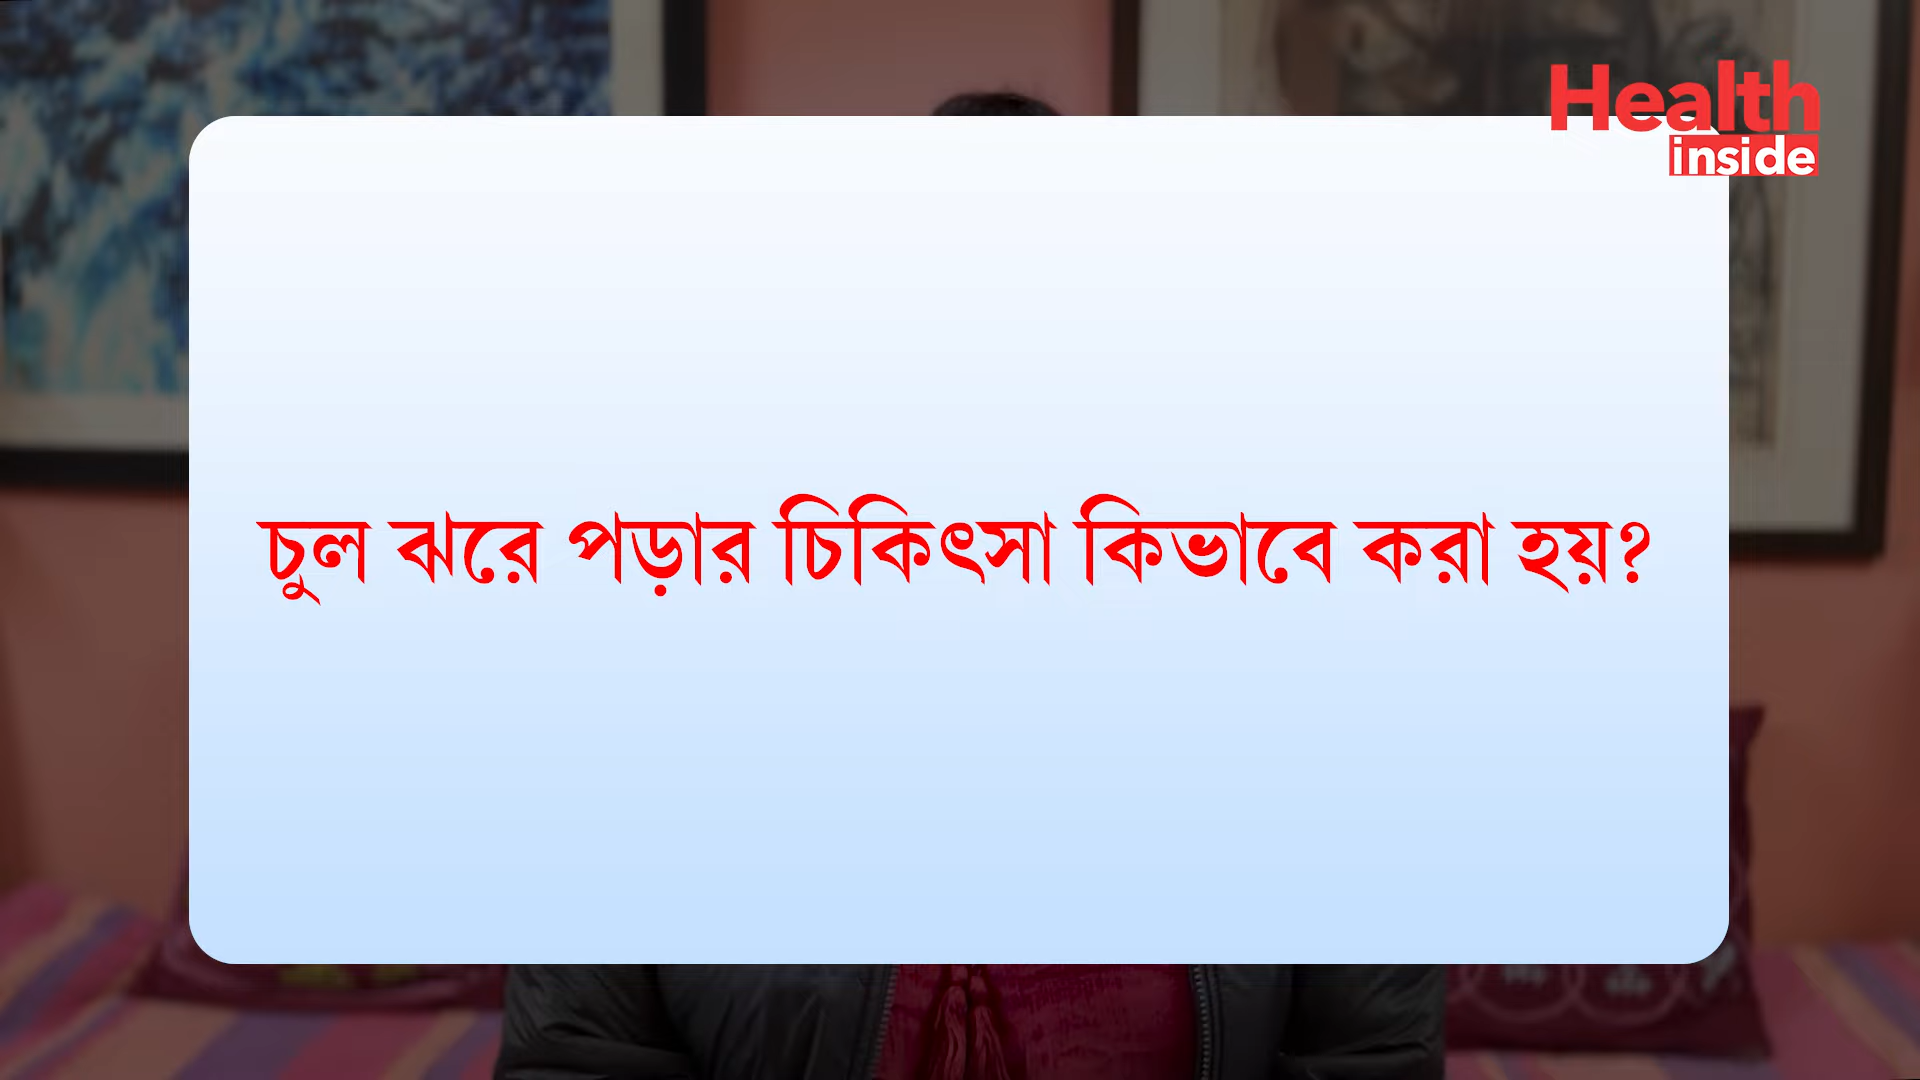 Health
inside
চুল ঝরে পড়ার চিকিৎসা কিভাবে করা হয়?